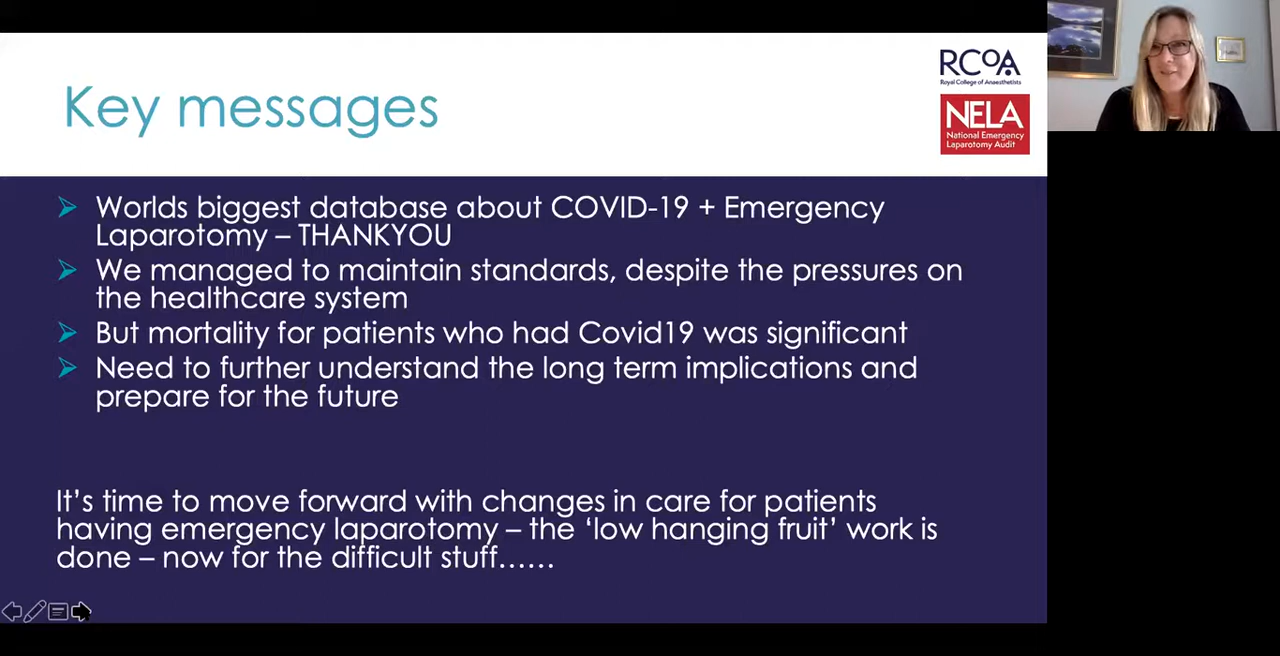 Key messages
RCOA
Royal College of Anaesthetists
NELA
National Emergency
Laparotomy Audit
Worlds biggest database about COVID-19 + Emergency
Laparotomy – THANKYOU
We managed to maintain standards, despite the pressures on
the healthcare system
But mortality for patients who had Covid19 was significant
Need to further understand the long term implications and
prepare for the future
It’s time to move forward with changes in care for patients
having emergency laparotomy – the ‘low hanging fruit’ work is
done – now for the difficult stuff……